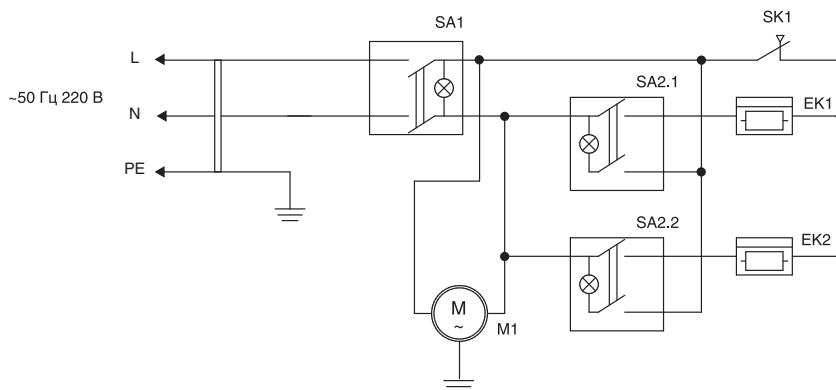 SA1
SK1
L
SA2.1
~50 Гц 220 В
EK1
N
PE
SA2.2
EK2
M
~
M1